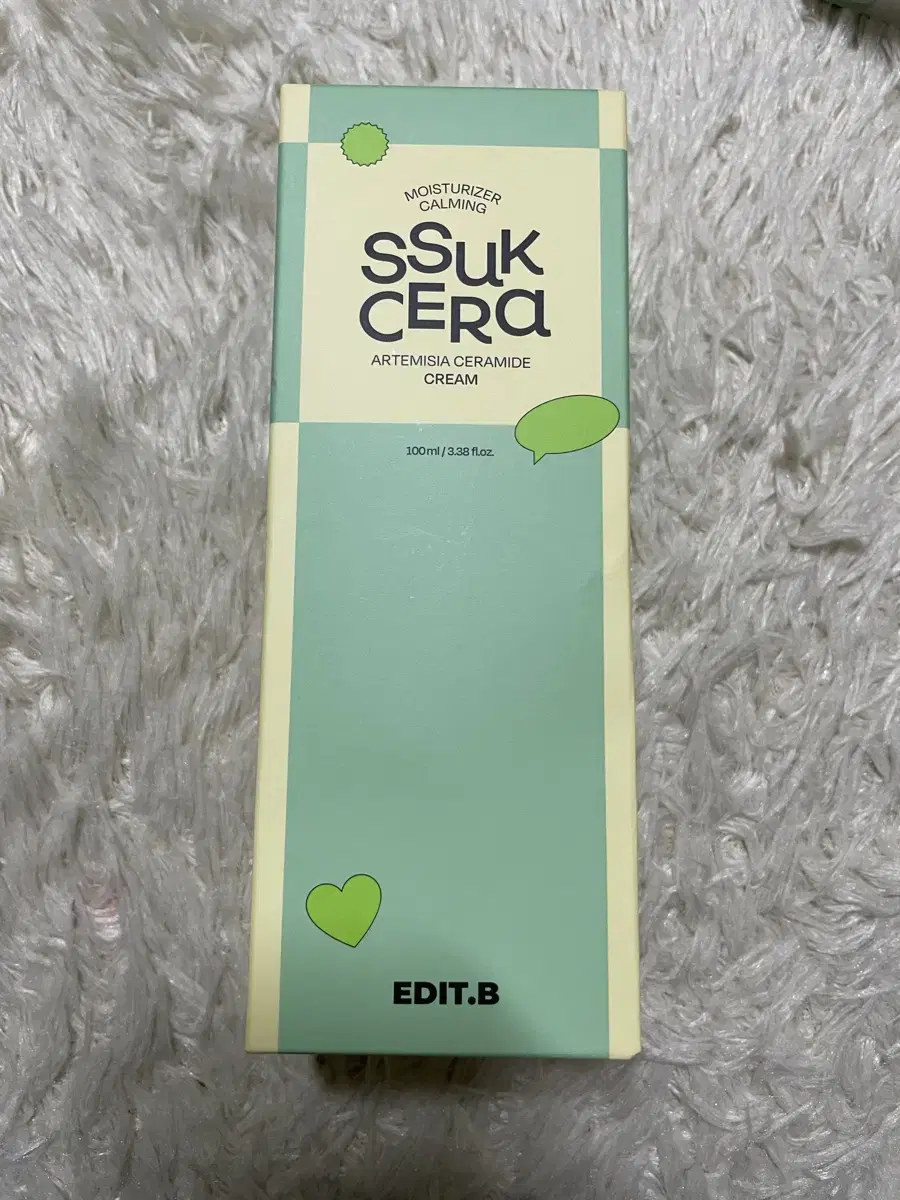 MOISTURIZER
CALMING
SSUK
CERa
ARTEMISIA CERAMIDE
CREAM
100ml / 3.38 fl.oz.
EDIT.B